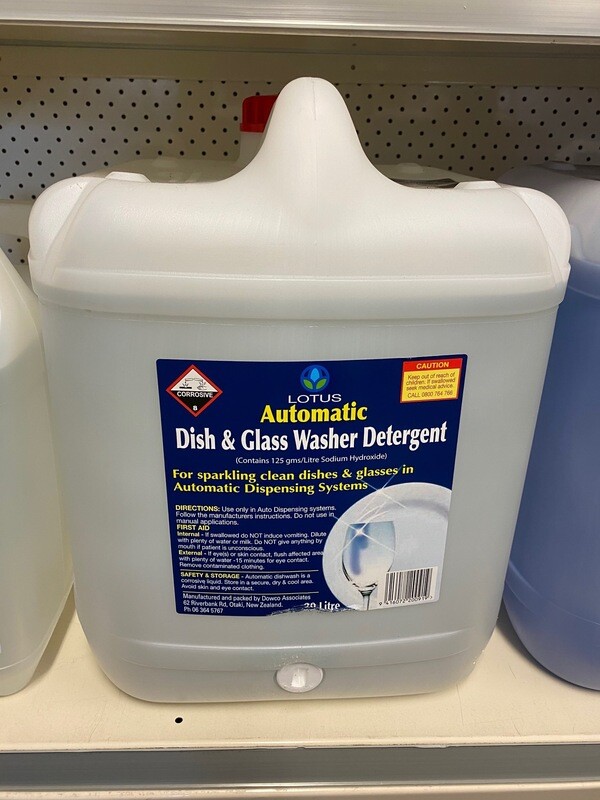 CORROSIVE
8
LOTUS
CAUTION
Keep out of reach of
children. If swallowed
seek medical advice.
CALL 0800 764 766
Automatic
Dish & Glass Washer Detergent
(Contains 125 gms/Litre Sodium Hydroxide)
For sparkling clean dishes & glasses in
Automatic Dispensing Systems
DIRECTIONS: Use only in Auto Dispensing systems.
Follow the manufacturers instructions. Do not use in
manual applications.
FIRST AID
Internal - If swallowed do NOT induce vomiting. Dilute
with plenty of water or milk. Do NOT give anything by
mouth if patient is unconscious.
External - If eye(s) or skin contact, flush affected area
with plenty of water -15 minutes for eye contact.
Remove contaminated clothing.
SAFETY & STORAGE - Automatic dishwash is a
corrosive liquid. Store in a secure, dry & cool area.
Avoid skin and eye contact.
Manufactured and packed by Dowco Associates
62 Riverbank Rd, Otaki, New Zealand.
Ph 06 364 5767
20 Litre